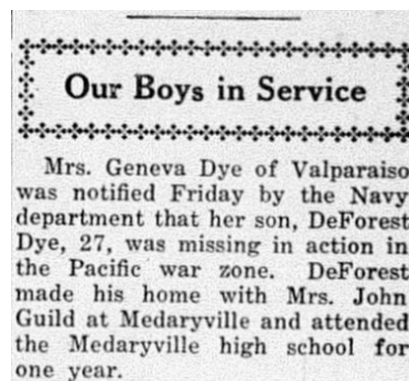 Our Boys in Service
Mrs. Geneva Dye of Valparaiso
was notified Friday by the Navy
department that her son, DeForest
Dye, 27, was missing in action in
the Pacific war zone. DeForest
made his home with Mrs. John
Guild at Medaryville and attended
the Medaryville high school for
one year.